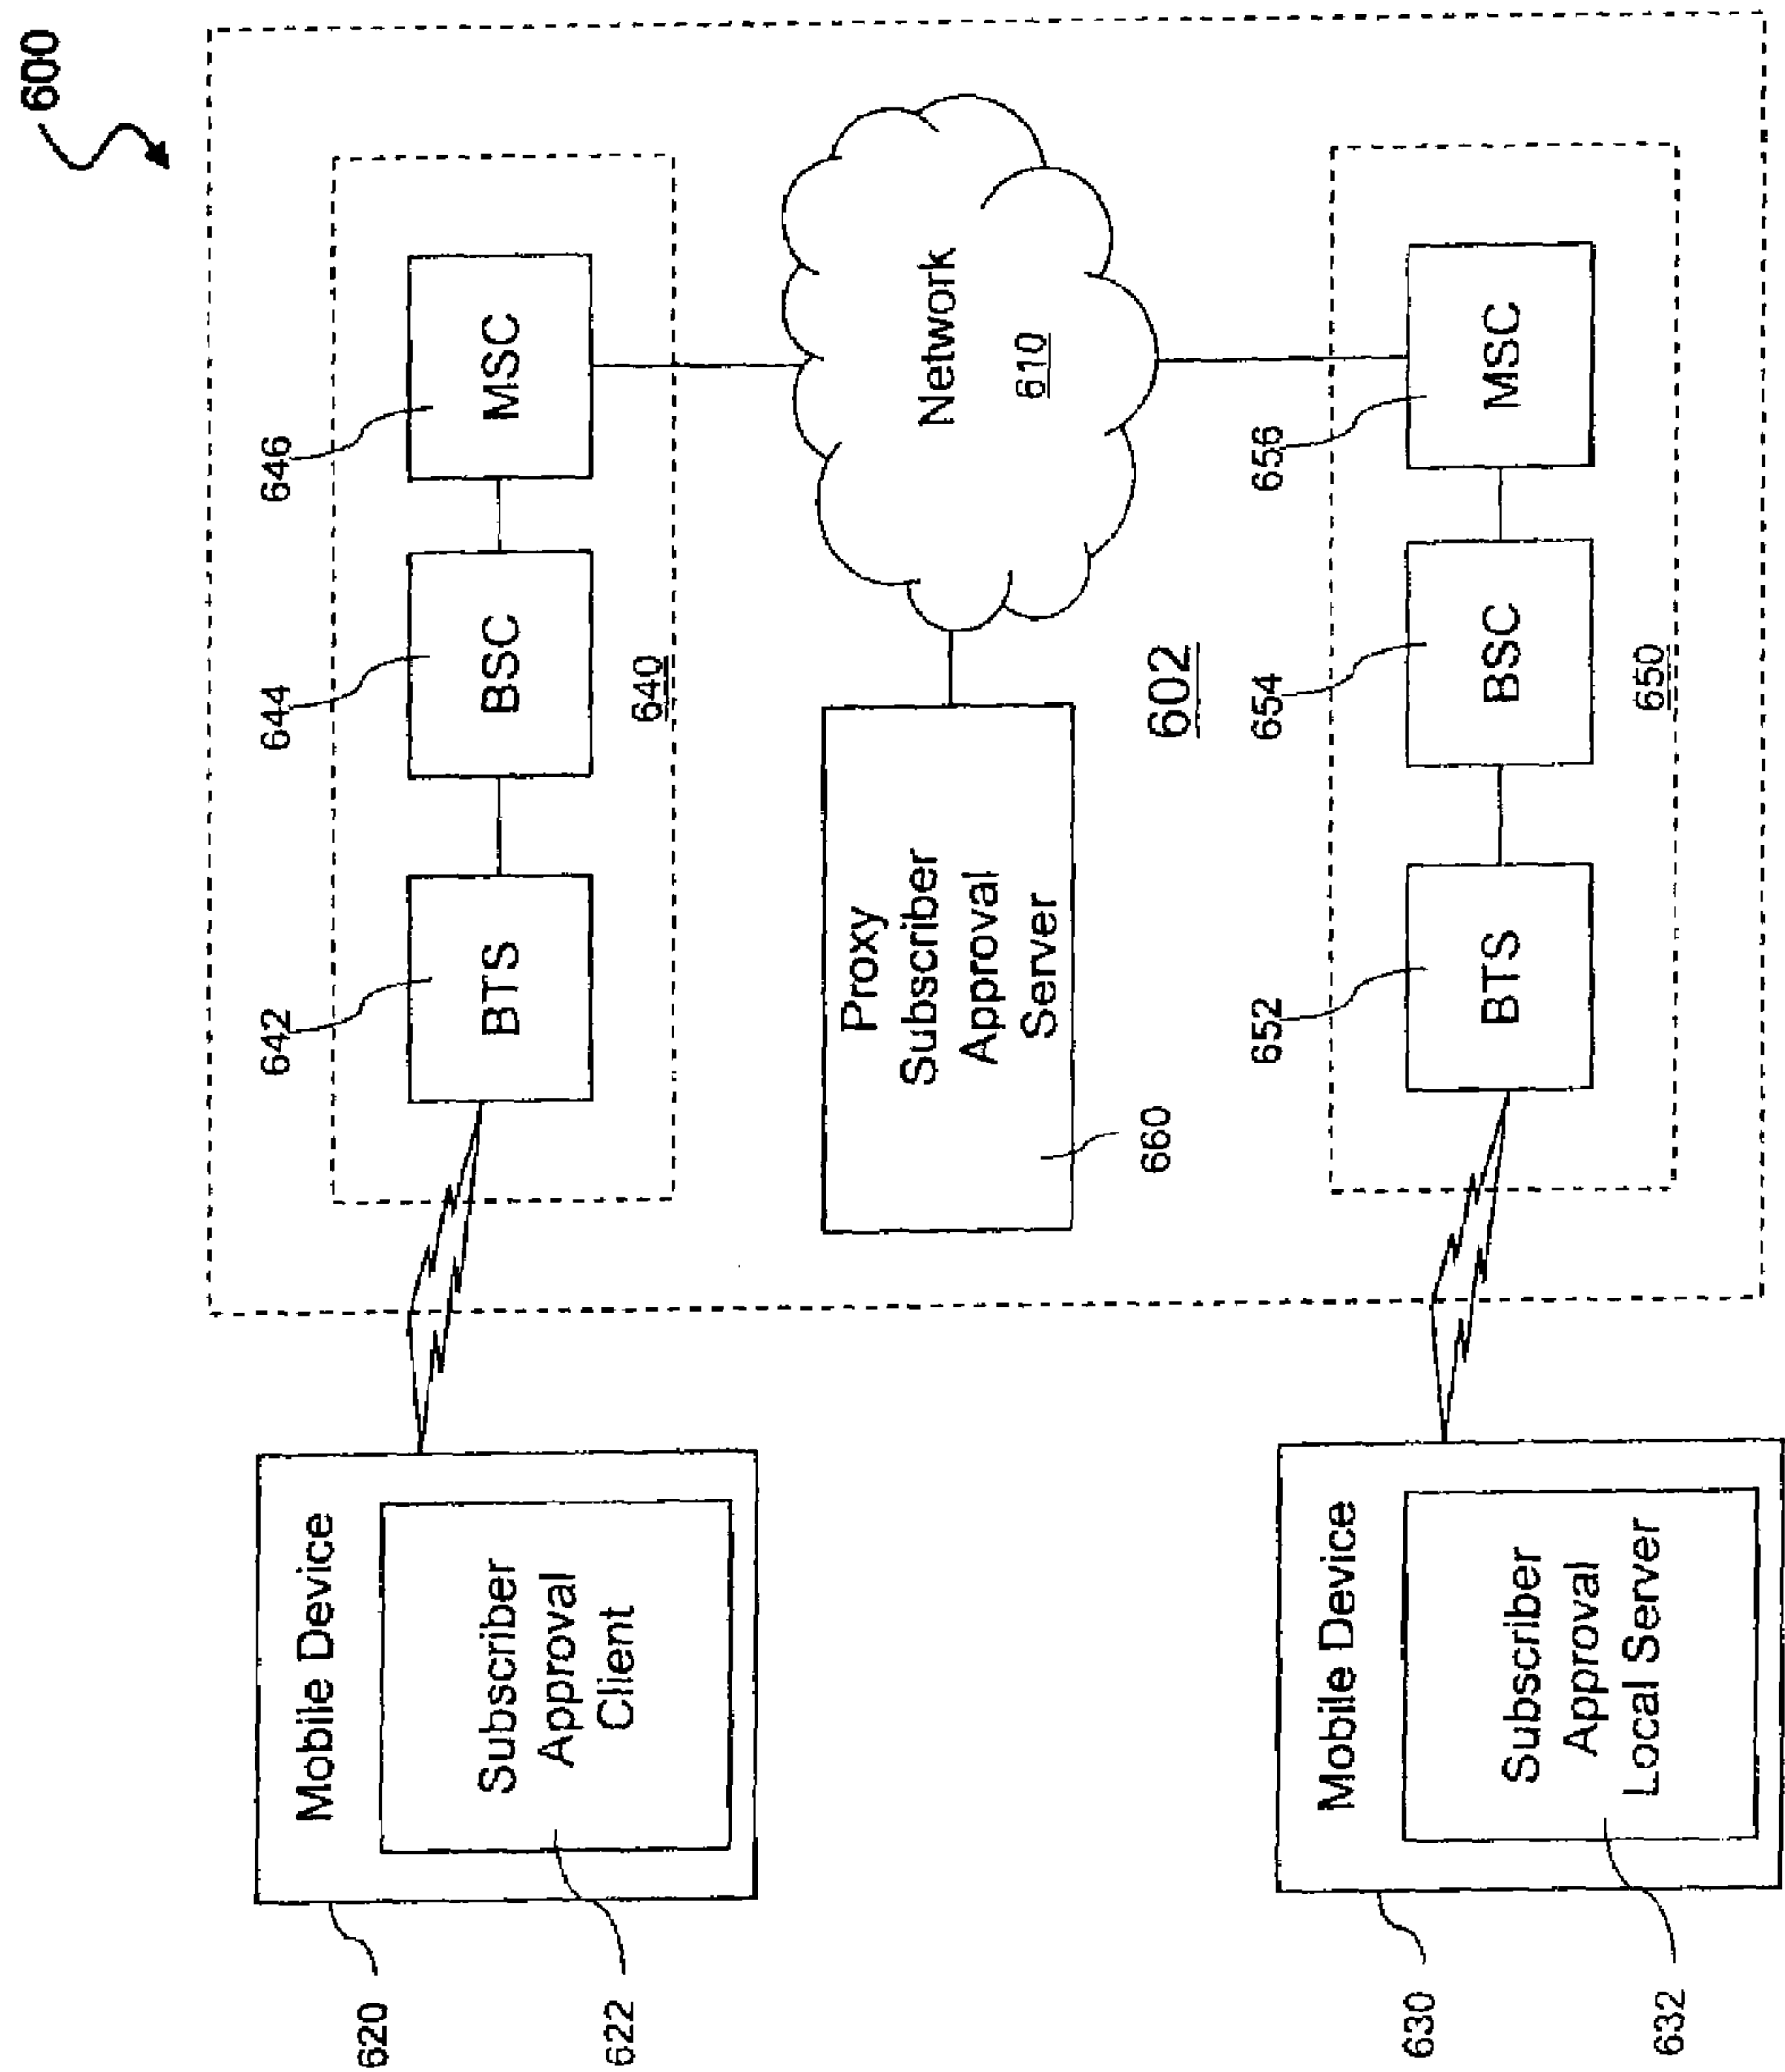 600
646
644
642
MSC
BSC
BTS
640
Mobile Device
Subscriber
Approval
Client
620
622
Network
610
Proxy
Subscriber
Approval
Server
660
602
656
654
652
MSC
BSC
BTS
650
Mobile Device
Subscriber
Approval
Local Server
630
632